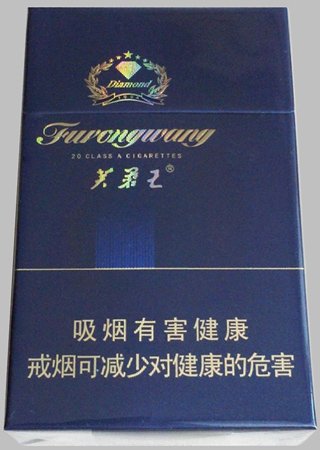 Diamond
Furongwang
20 CLASS A CIGARETTES
芙蓉王®
吸烟有害健康
戒烟可减少对健康的危害